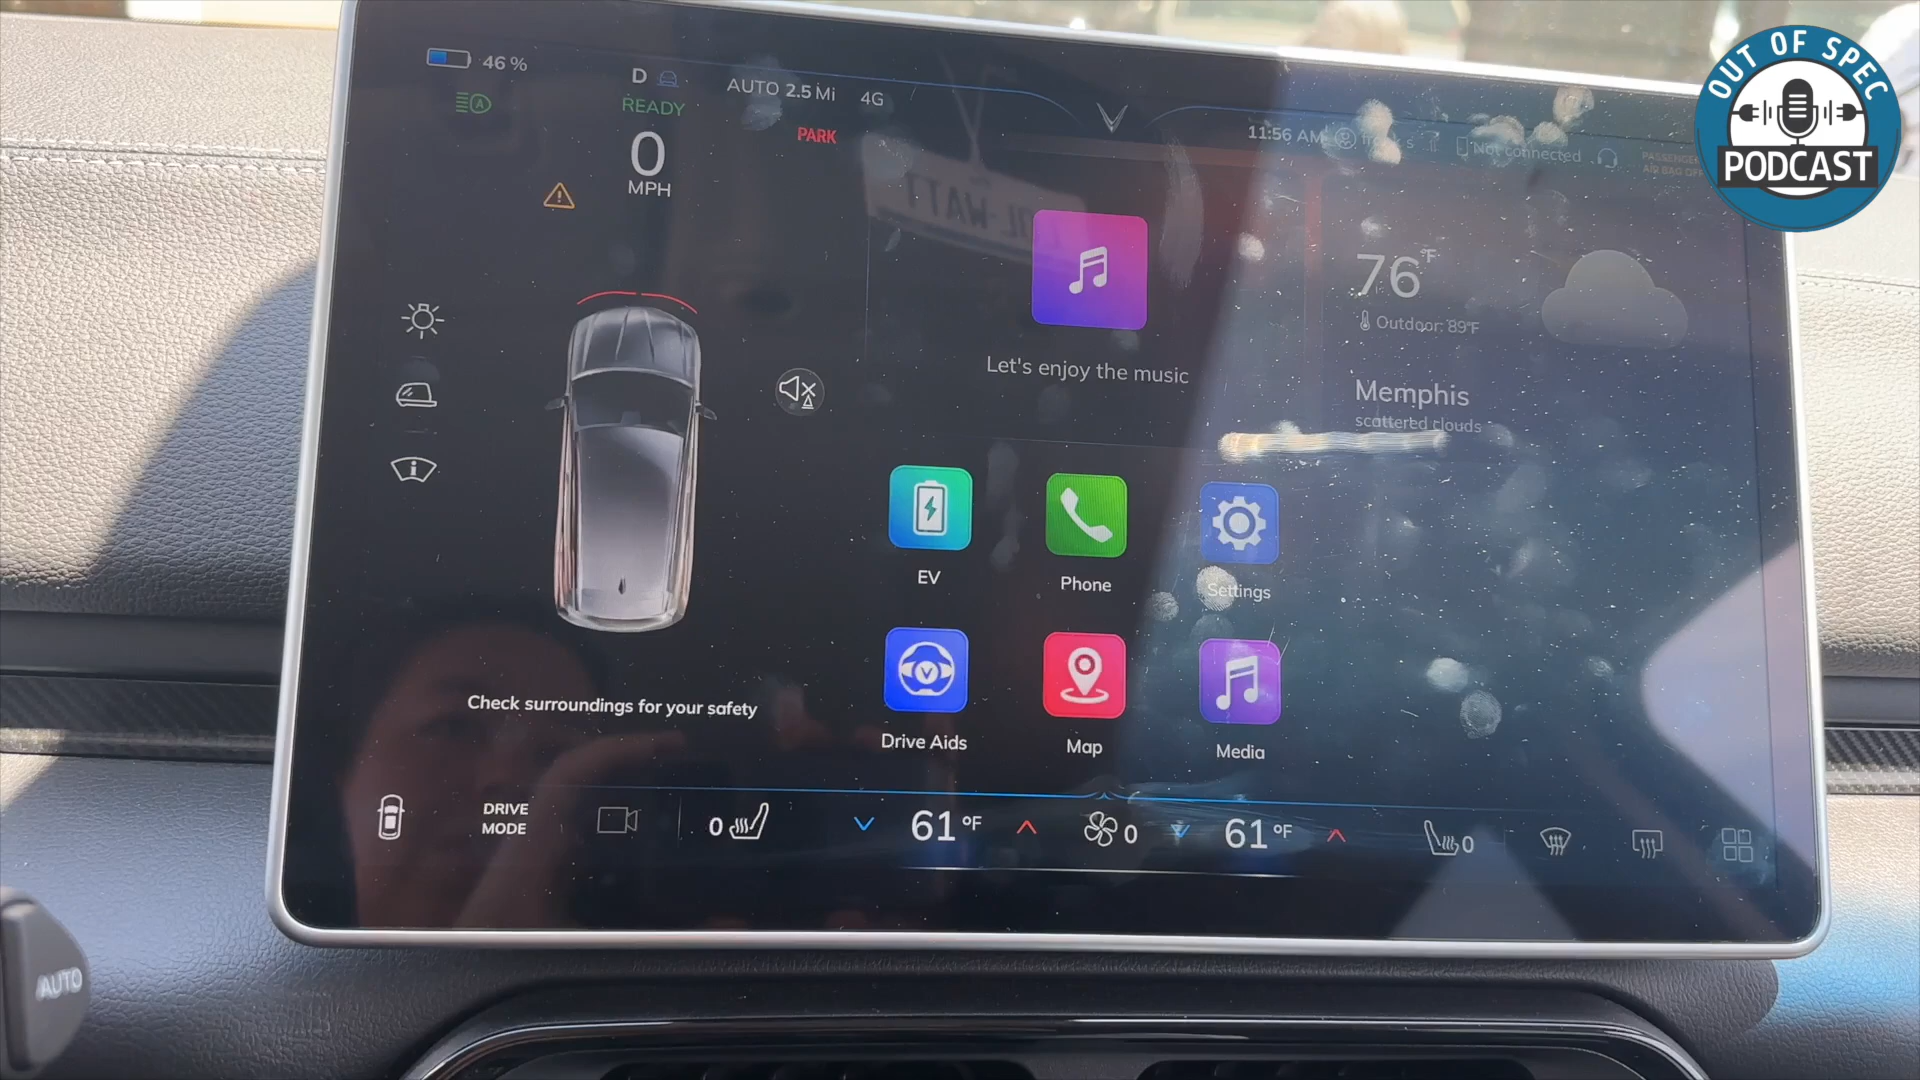 OUT OF SPEC
PODCAST
46 %
D
READY
0
MPH
AUTO 2.5 Mi
4G
PARK
11:56 AM
Not connected
PASSENGER
AIR BAG OFF
76°F
Outdoor: 89°F
Memphis
scattered clouds
Let's enjoy the music
EV
Phone
Settings
Drive Aids
Map
Media
Check surroundings for your safety
DRIVE
MODE
0
61°F
0
61°F
0
AUTO